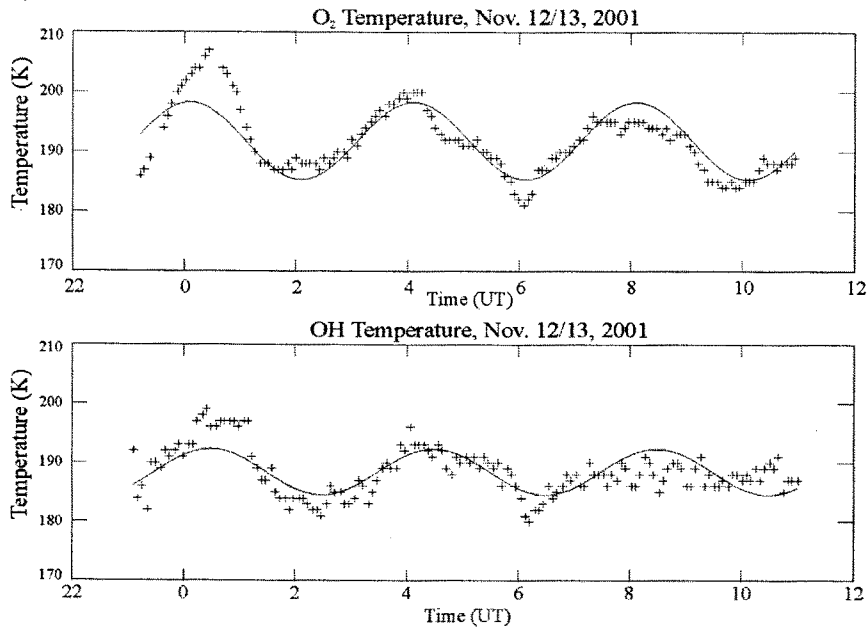 O₂ Temperature, Nov. 12/13, 2001
210
200
190
180
170
Temperature (K)
22 0 2 4 6 8 10 12
Time (UT)
OH Temperature, Nov. 12/13, 2001
210
200
190
180
170
Temperature (K)
22 0 2 4 6 8 10 12
Time (UT)